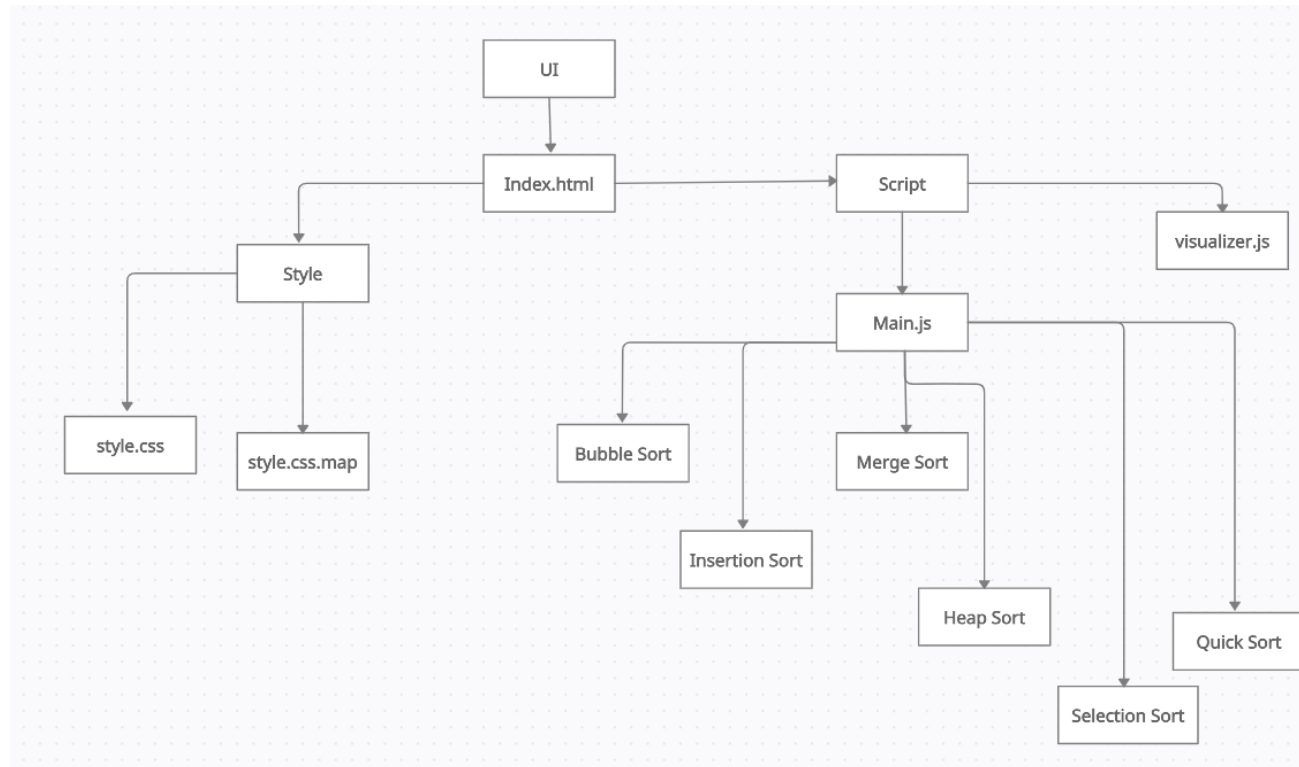 UI
Index.html
Script
visualizer.js
Style
Main.js
style.css
style.css.map
Bubble Sort
Merge Sort
Insertion Sort
Heap Sort
Quick Sort
Selection Sort